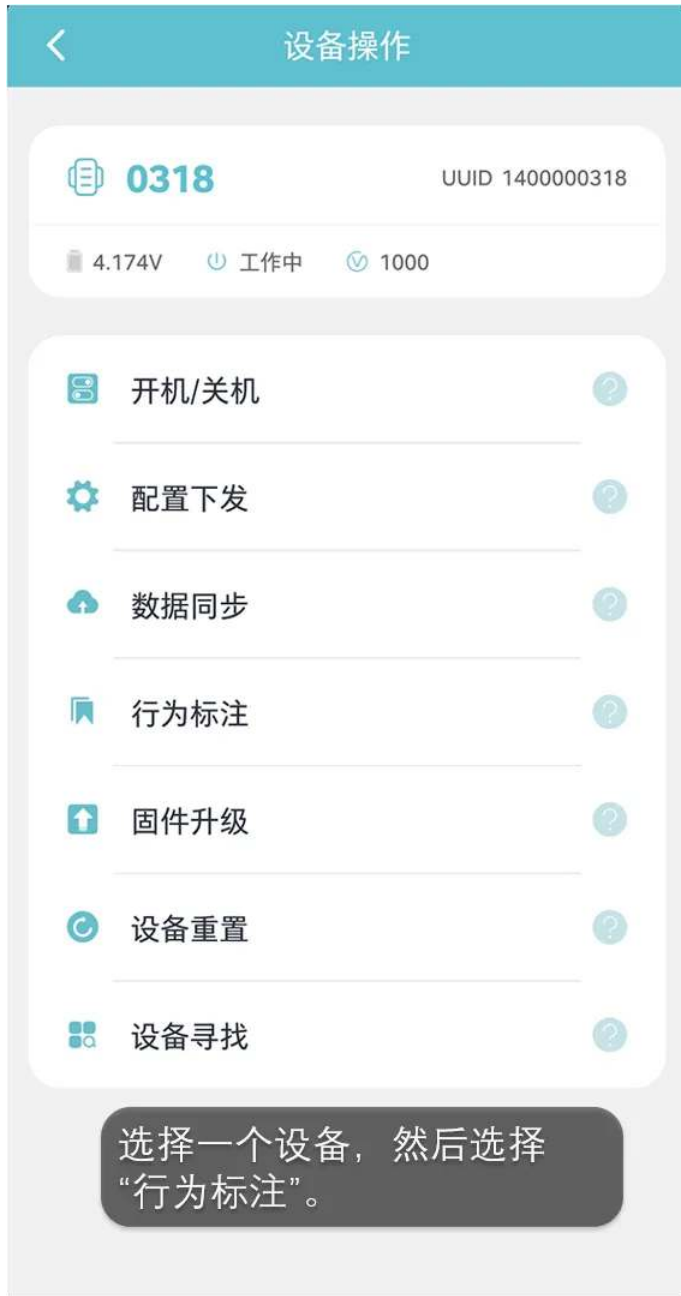 设备操作
0318
UUID 1400000318
4.174V 工作中 1000
开机/关机
?
配置下发
?
数据同步
?
行为标注
?
固件升级
?
设备重置
?
设备寻找
?
选择一个设备，然后选择
“行为标注”。